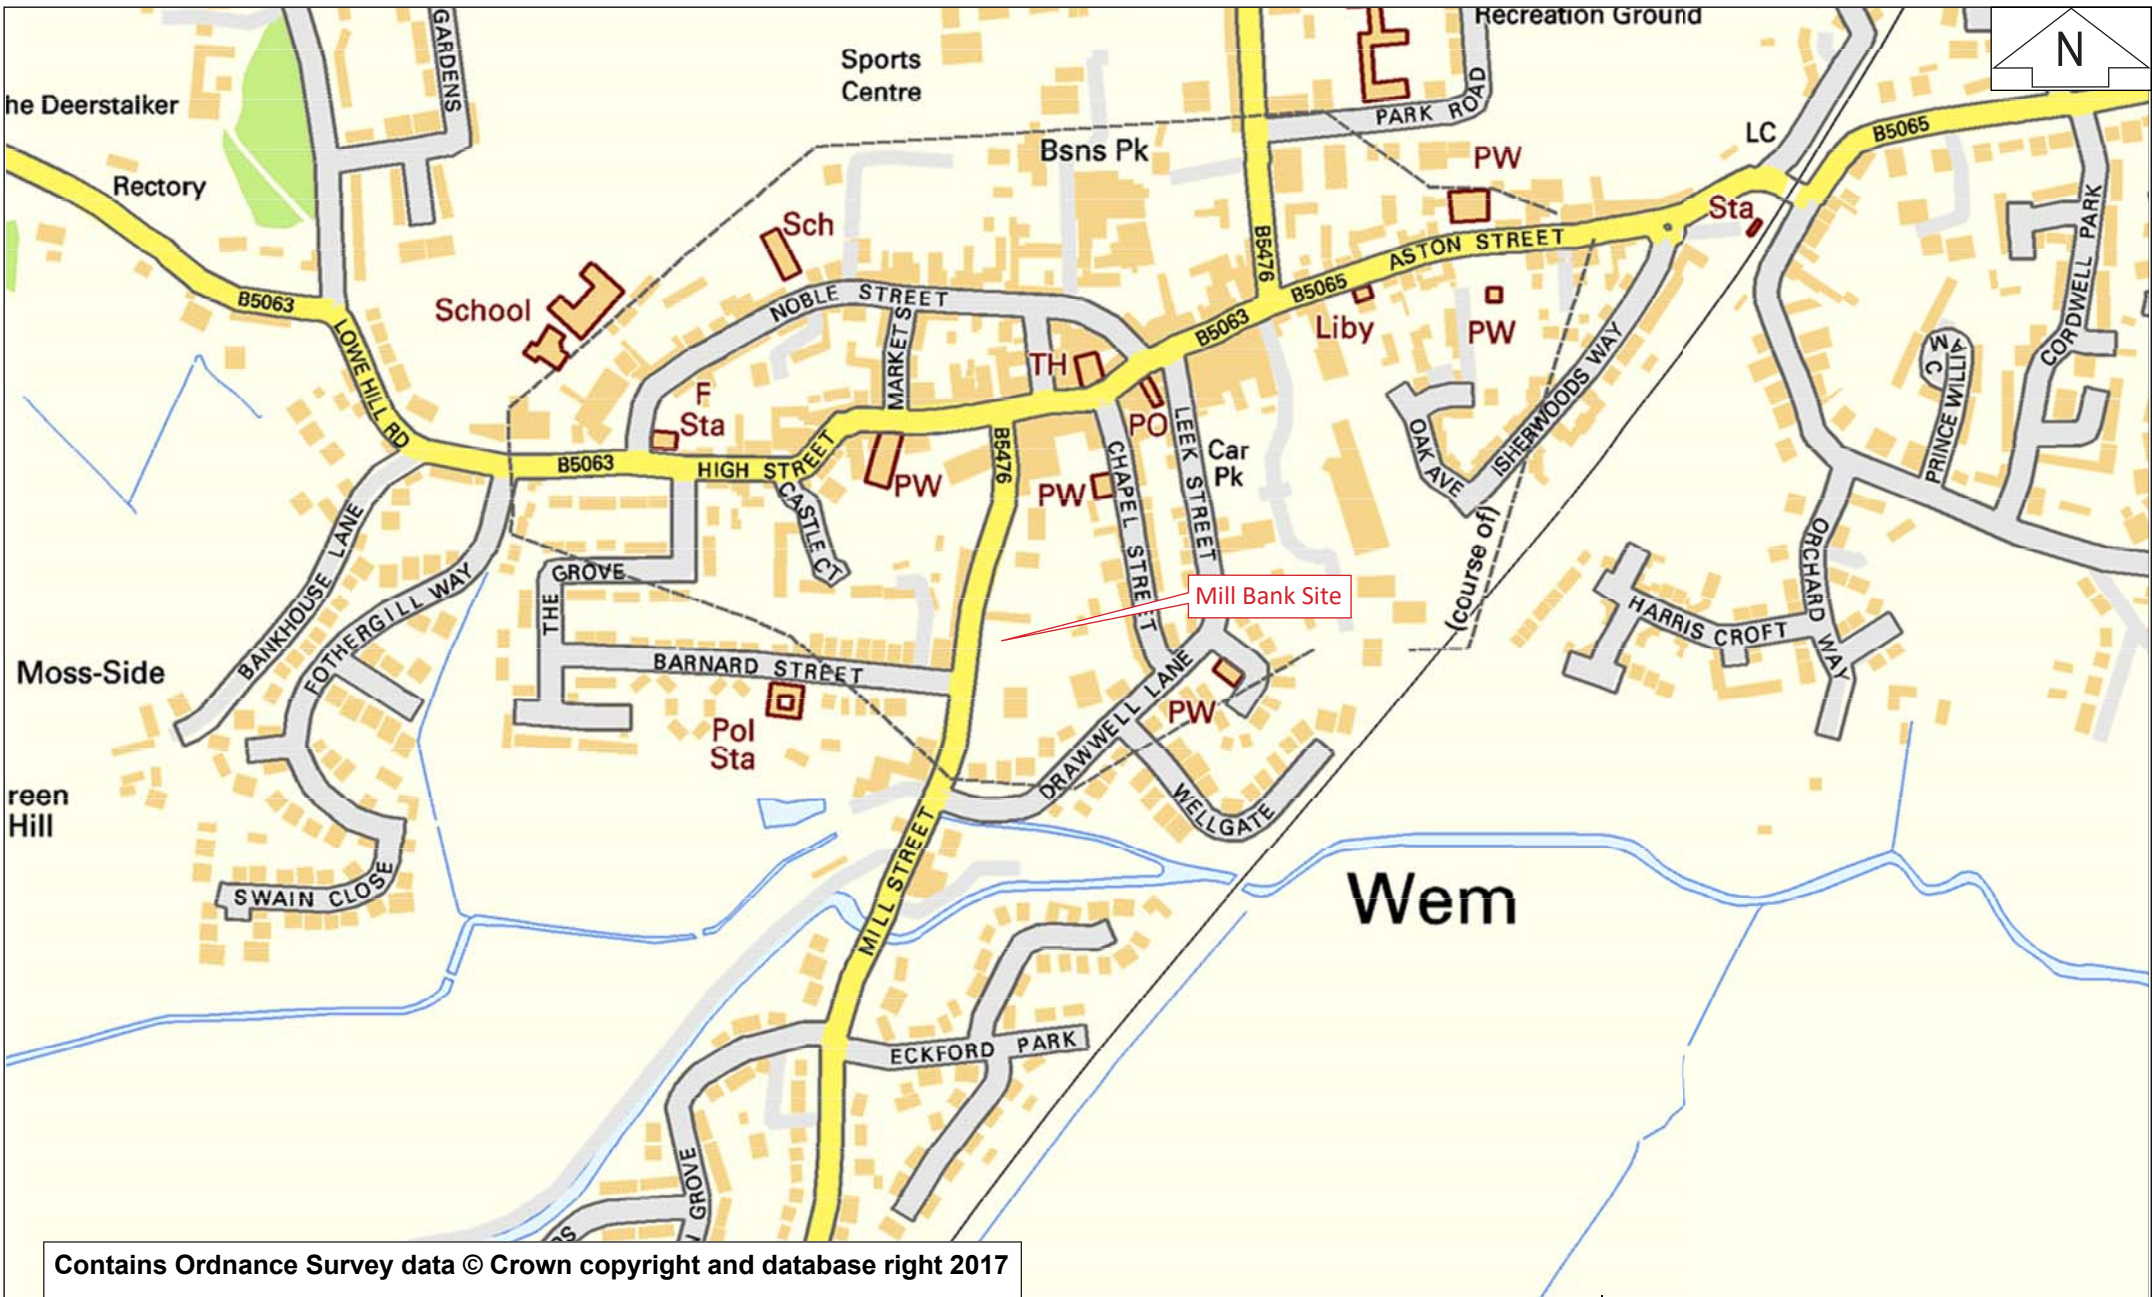 Recreation Ground
N
GARDENS
Sports
Centre
he Deerstalker
PARK ROAD
LC
B5065
Bsns Pk
PW
Rectory
Sta
Sch
CORDWELL PARK
B5476
ASTON STREET
B5063
School
NOBLE STREET
B5065
Liby
PW
LOWE HILL RD
MARKET S
B5063
TH
F
Sta
PO
ISHERWOODS WAY
PRINCE WILLIAM C
B5063
HIGH STREET
B5476
LEEK STREET
Car
Pk
OAK AVE
PW
PW
CHAPEL STREET
CASTLE CT
BANKHOUSE LANE
ORCHARD WAY
(course of)
THE GROVE
Mill Bank Site
FOTHERGILL WAY
HARRIS CROFT
Moss-Side
BARNARD STREET
DRAWWELL LANE
PW
Pol
Sta
reen
Hill
WELLGATE
MILL STREET
SWAIN CLOSE
Wem
ECKFORD PARK
GROVE
Contains Ordnance Survey data © Crown copyright and database right 2017